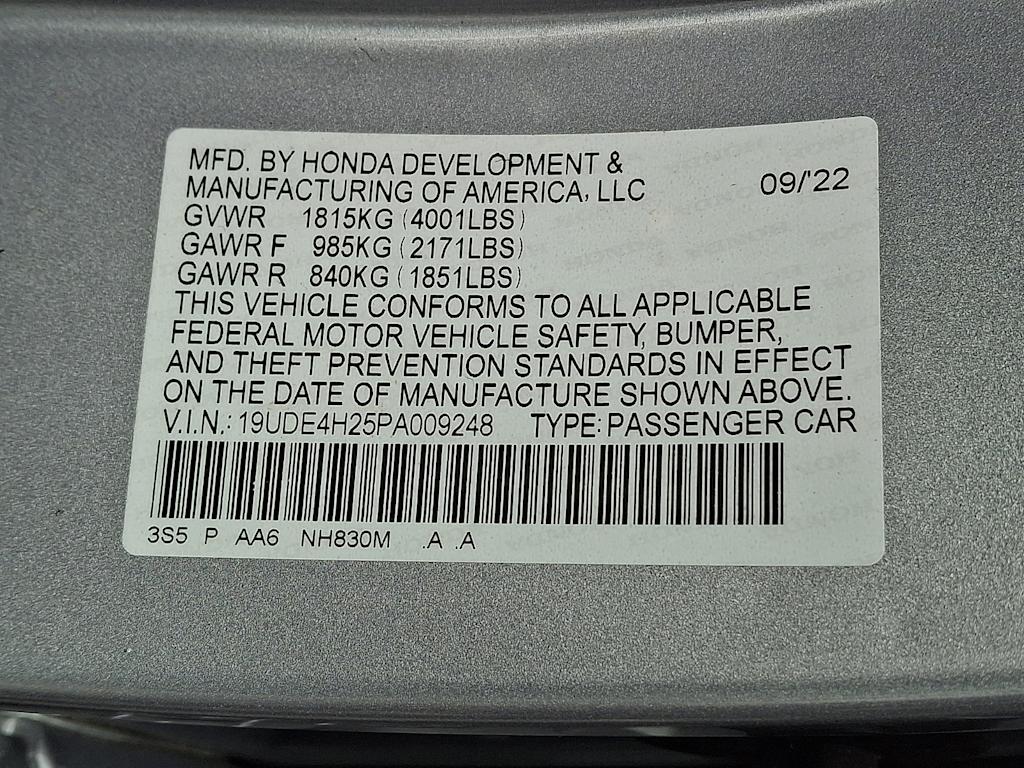 MFD. BY HONDA DEVELOPMENT &
MANUFACTURING OF AMERICA, LLC 09/'22
GVWR 1815KG (4001LBS)
GAWR F 985KG (2171LBS)
GAWR R 840KG (1851LBS)
THIS VEHICLE CONFORMS TO ALL APPLICABLE
FEDERAL MOTOR VEHICLE SAFETY, BUMPER,
AND THEFT PREVENTION STANDARDS IN EFFECT
ON THE DATE OF MANUFACTURE SHOWN ABOVE.
V.I.N.: 19UDE4H25PA009248 TYPE: PASSENGER CAR
3S5 P AA6 NH830M .A .A